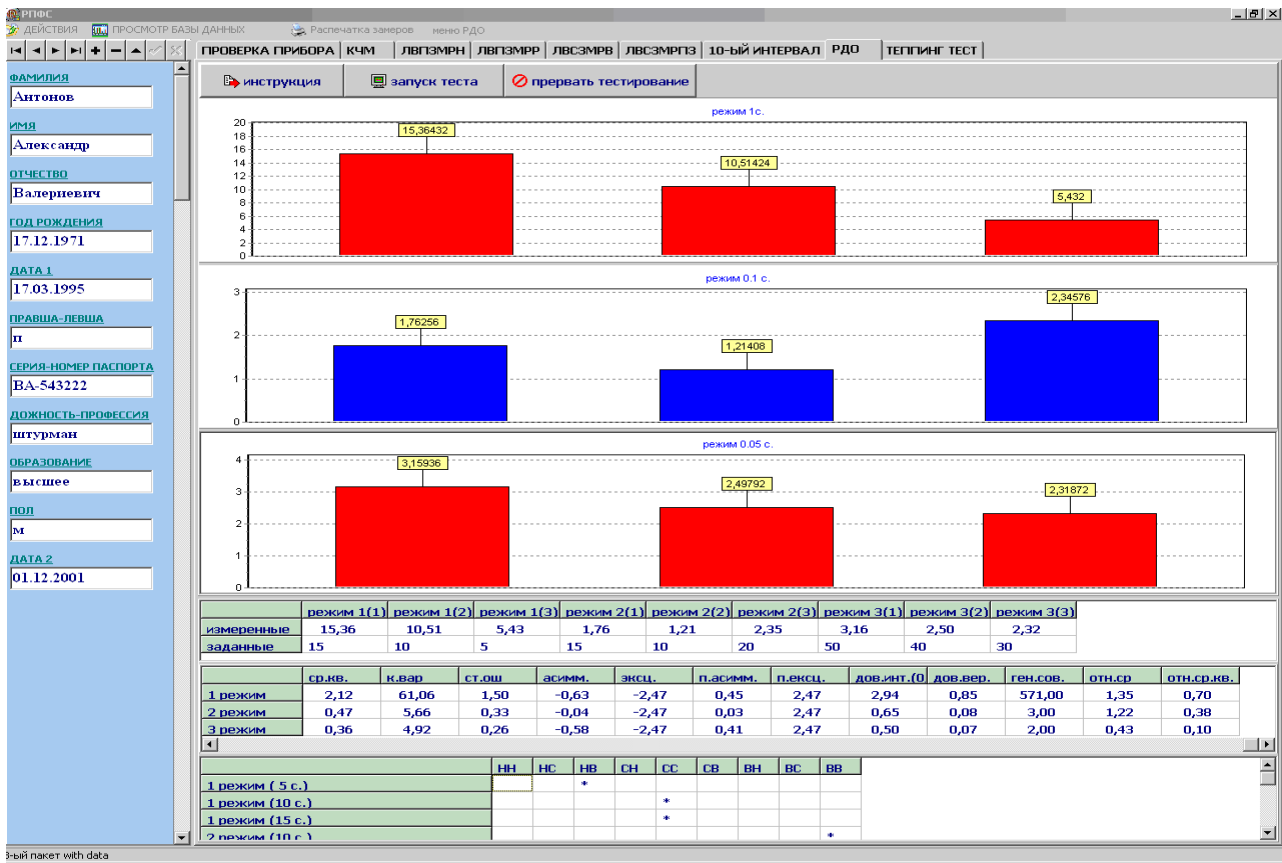 РПФС
ДЕЙСТВИЯ ПРОСМОТР БАЗЫ ДАННЫХ Распечатка замеров меню РДО
ПРОВЕРКА ПРИБОРА КЧМ ЛВПЗМРН ЛВПЗМРР ЛВСЗМРВ ЛВСЗМРПЗ 10-ЫЙ ИНТЕРВАЛ РДО ТЕППИНГ ТЕСТ
инструкция запуск теста прервать тестирование
ФАМИЛИЯ
Антонов
ИМЯ
Александр
ОТЧЕСТВО
Валериевич
ГОД РОЖДЕНИЯ
17.12.1971
ДАТА 1
17.03.1995
ПРАВША-ЛЕВША
п
СЕРИЯ-НОМЕР ПАСПОРТА
ВА-543222
ДОЖНОСТЬ-ПРОФЕССИЯ
штурман
ОБРАЗОВАНИЕ
высшее
ПОЛ
м
ДАТА 2
01.12.2001
режим 1с.
20
18
16
14
12
10
8
6
4
2
0
15,36432
10,51424
5,432
режим 0.1 с.
3
2
1
0
1,76256
1,21408
2,34576
режим 0.05 с.
4
3
2
1
0
3,15936
2,49792
2,31872
режим 1(1) режим 1(2) режим 1(3) режим 2(1) режим 2(2) режим 2(3) режим 3(1) режим 3(2) режим 3(3)
измеренные 15,36 10,51 5,43 1,76 1,21 2,35 3,16 2,50 2,32
заданные 15 10 5 15 10 20 50 40 30
ср.кв. к.вар ст.ош асимм. эксц. п.асимм. п.ексц. дов.инт.(0 дов.вер. ген.сов. отн.ср отн.ср.кв.
1 режим 2,12 61,06 1,50 -0,63 -2,47 0,45 2,47 2,94 0,85 571,00 1,35 0,70
2 режим 0,47 5,66 0,33 -0,04 -2,47 0,03 2,47 0,65 0,08 3,00 1,22 0,38
3 режим 0,36 4,92 0,26 -0,58 -2,47 0,41 2,47 0,50 0,07 2,00 0,43 0,10
НН НС НВ СН СС СВ ВН ВС ВВ
1 режим ( 5 с.) *
1 режим (10 с.) *
1 режим (15 с.) *
2 режим (10 с.) *
3-ый пакет with data